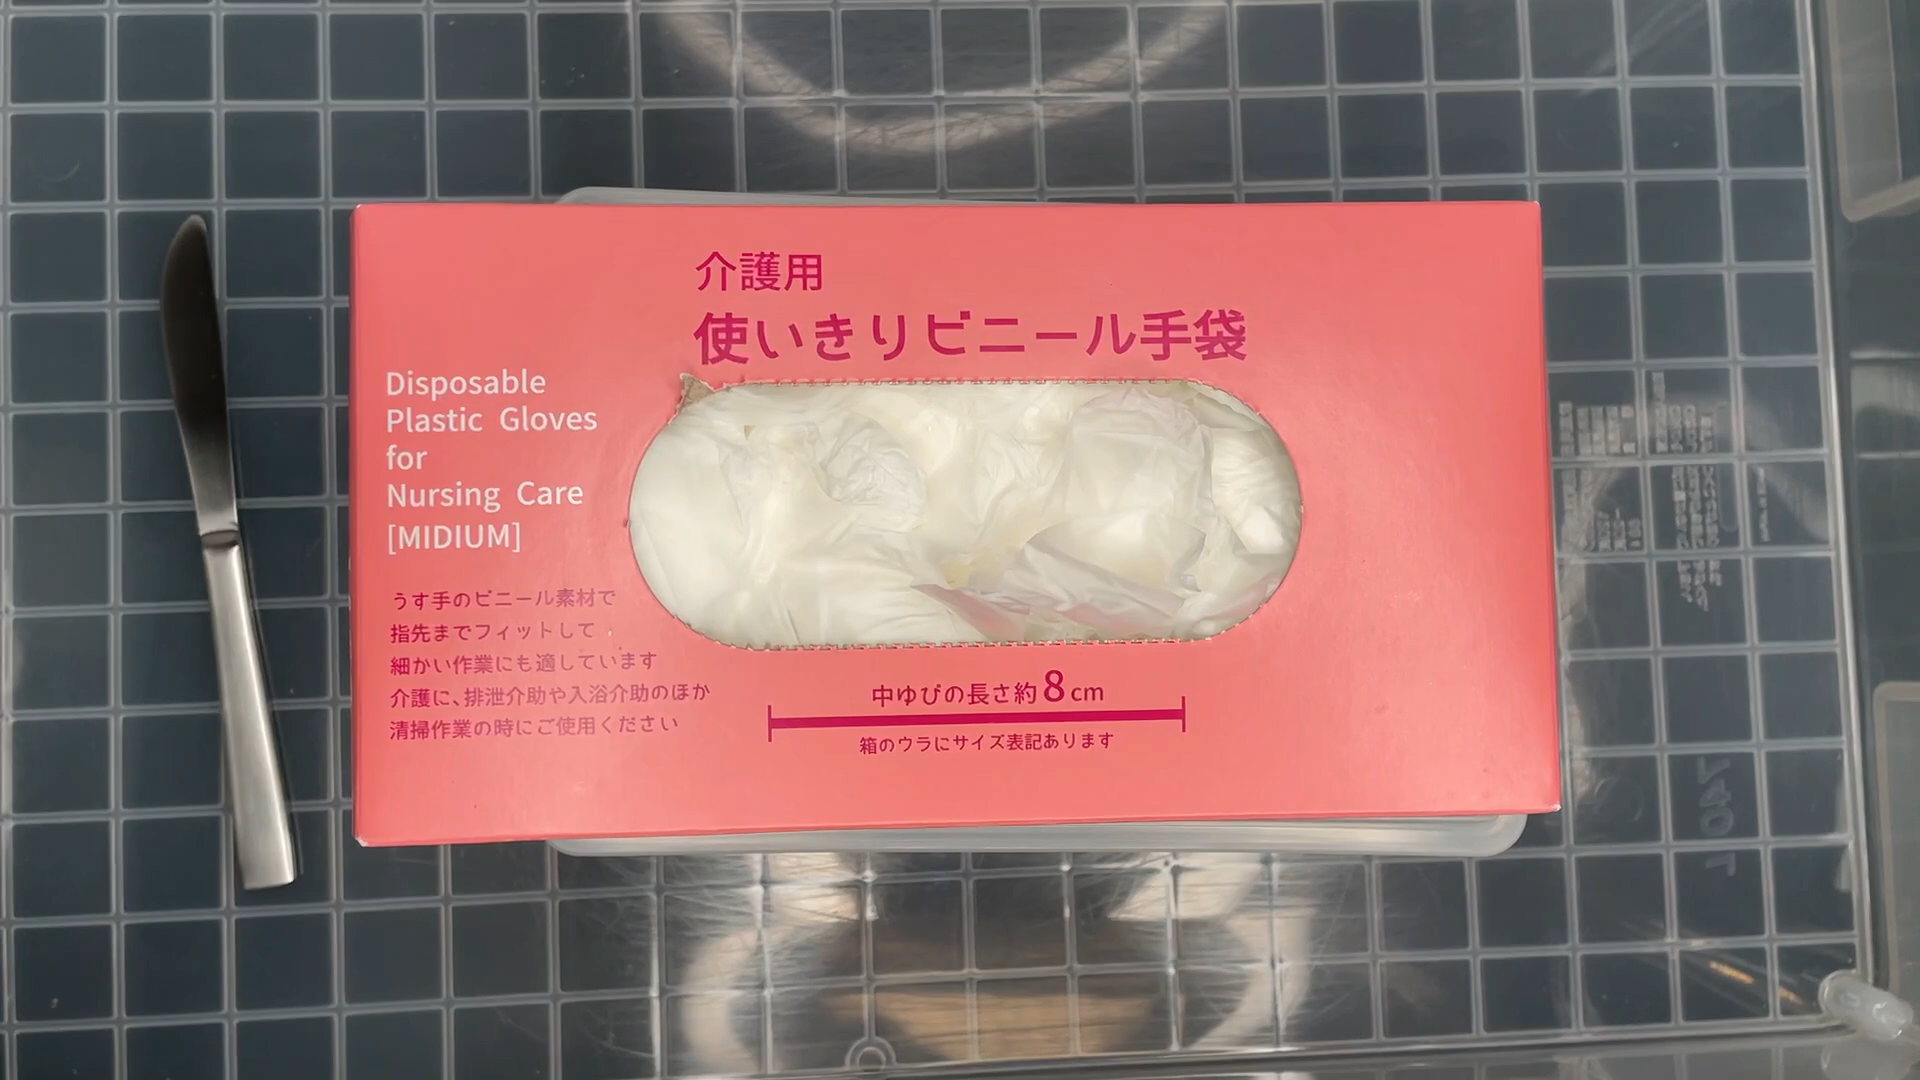 介護用
使いきりビニール手袋
Disposable
Plastic Gloves
for
Nursing Care
[MIDIUM]
うす手のビニール素材で
指先までフィットして
細かい作業にも適しています
介護に、排泄介助や入浴介助のほか
清掃作業の時にご使用ください
中ゆびの長さ約8cm
箱のウラにサイズ表記あります